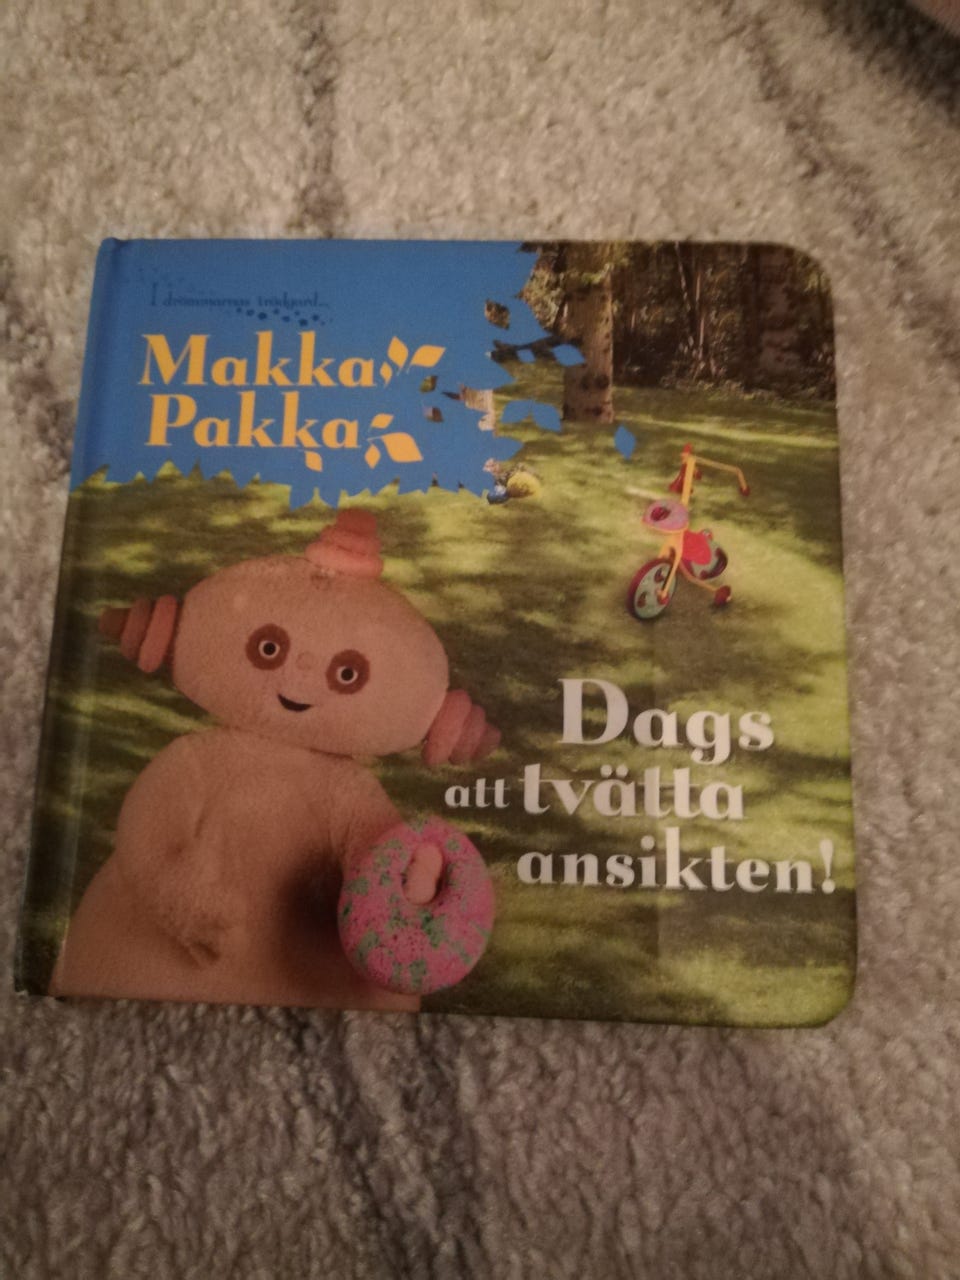 I drömmarnas trädgård...
Makka
Pakka
Dags
att tvätta
ansikten!